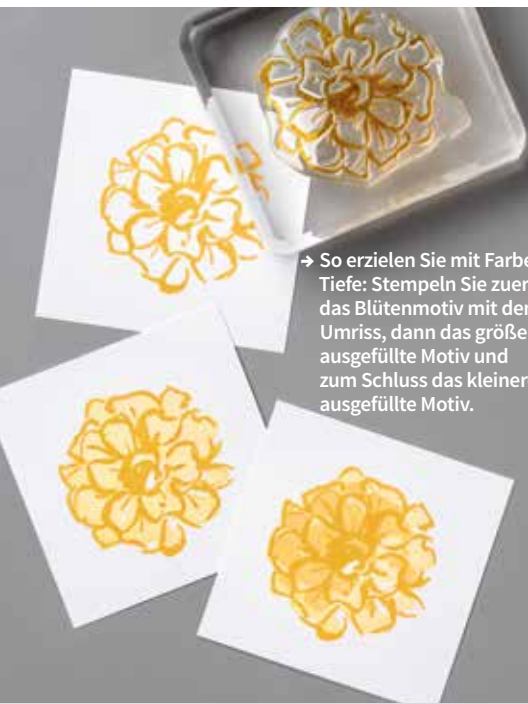 → So erzielen Sie mit Farbe
Tiefe: Stempeln Sie zuer
das Blütenmotiv mit der
Umriss, dann das größe
ausgefüllte Motiv und
zum Schluss das kleiner
ausgefüllte Motiv.